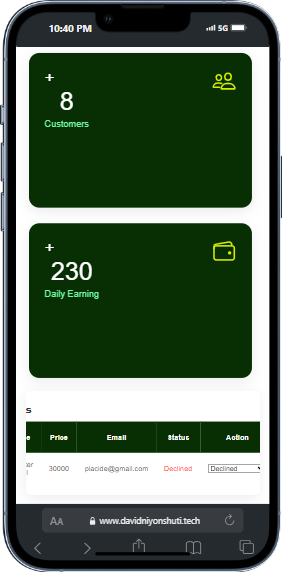 10:40 PM
5G
+
8
Customers
+
230
Daily Earning
s
e Price Email Status Action
ter 30000 placide@gmail.com Declined Declined
AA www.davidniyonshuti.tech